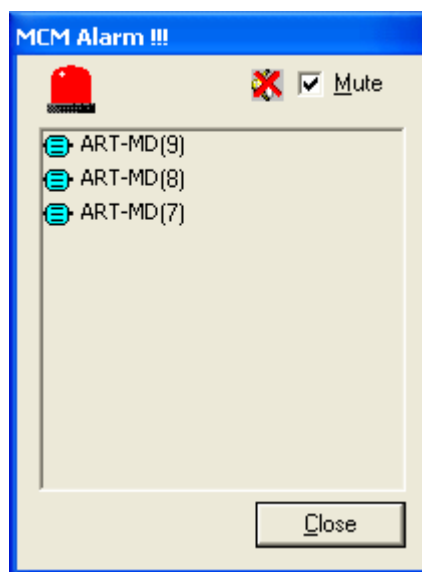 MCM Alarm !!!
Mute
ART-MD(9)
ART-MD(8)
ART-MD(7)
Close